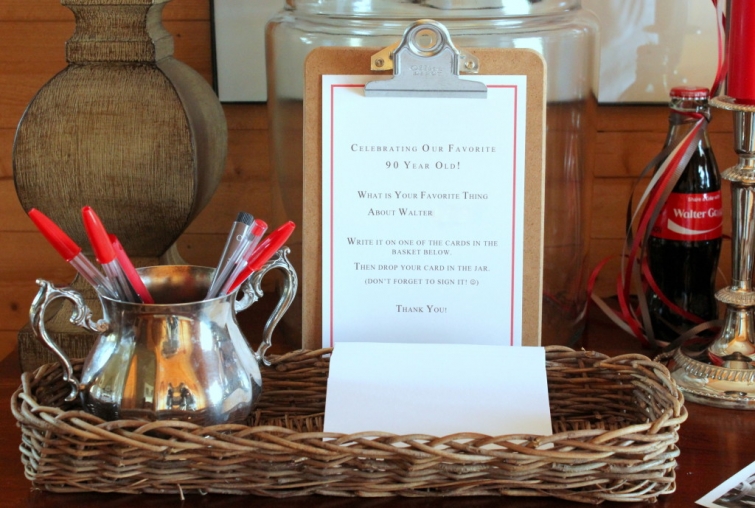 Celebrating Our Favorite
90 Year Old!
What is Your Favorite Thing
About Walter
Write it on one of the cards in the
basket below.
Then drop your card in the jar.
(don't forget to sign it! ☺)
Thank You!
Walter